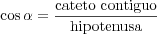 cos α = cateto contiguo / hipotenusa